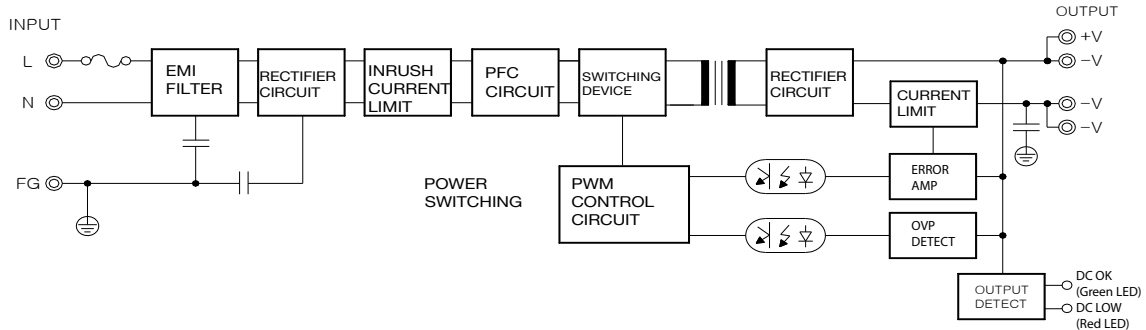 INPUT
OUTPUT
L
N
FG
EMI
FILTER
RECTIFIER
CIRCUIT
INRUSH
CURRENT
LIMIT
PFC
CIRCUIT
SWITCHING
DEVICE
RECTIFIER
CIRCUIT
CURRENT
LIMIT
+V
–V
–V
–V
POWER
SWITCHING
PWM
CONTROL
CIRCUIT
ERROR
AMP
OVP
DETECT
OUTPUT
DETECT
DC OK
(Green LED)
DC LOW
(Red LED)